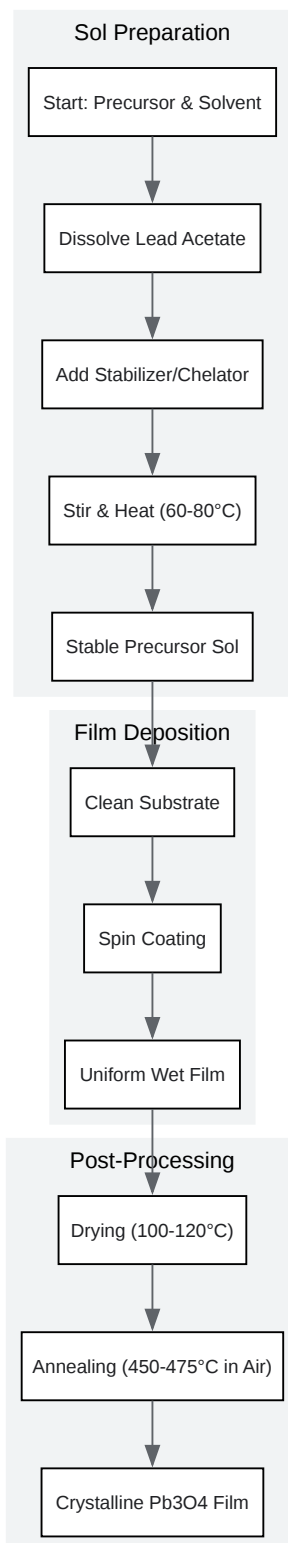 Sol Preparation
Start: Precursor & Solvent
Dissolve Lead Acetate
Add Stabilizer/Chelator
Stir & Heat (60-80°C)
Stable Precursor Sol
Film Deposition
Clean Substrate
Spin Coating
Uniform Wet Film
Post-Processing
Drying (100-120°C)
Annealing (450-475°C in Air)
Crystalline Pb3O4 Film